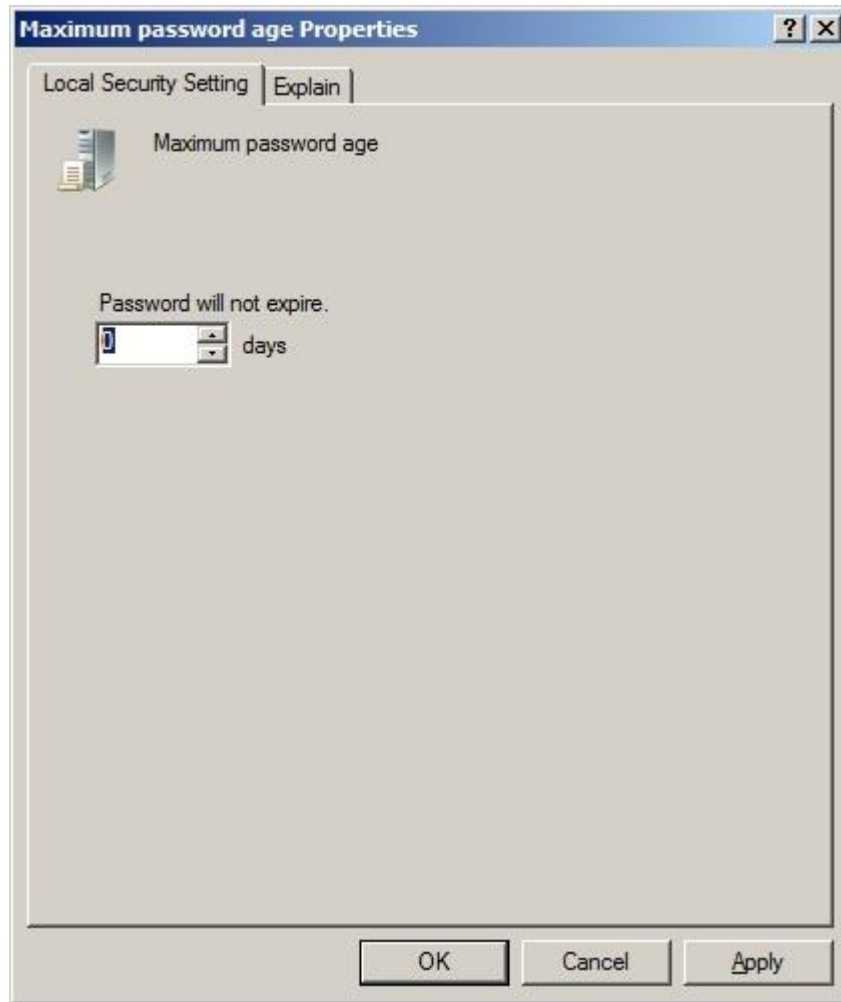 Maximum password age Properties
Local Security Setting Explain
Maximum password age
Password will not expire.
0 days
OK Cancel Apply